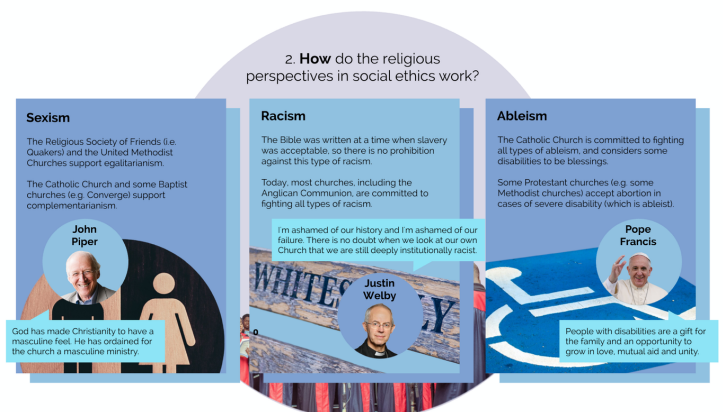 2. How do the religious
perspectives in social ethics work?
Sexism
The Religious Society of Friends (i.e.
Quakers) and the United Methodist
Churches support egalitarianism.
The Catholic Church and some Baptist
churches (e.g. Converge) support
complementarianism.
John
Piper
God has made Christianity to have a
masculine feel. He has ordained for
the church a masculine ministry.
Racism
The Bible was written at a time when slavery
was acceptable, so there is no prohibition
against this type of racism.
Today, most churches, including the
Anglican Communion, are committed to
fighting all types of racism.
I'm ashamed of our history and I'm ashamed of our
failure. There is no doubt when we look at our own
Church that we are still deeply institutionally racist.
WHITES LY
Justin
Welby
0
Ableism
The Catholic Church is committed to fighting
all types of ableism, and considers some
disabilities to be blessings.
Some Protestant churches (e.g. some
Methodist churches) accept abortion in
cases of severe disability (which is ableist).
Pope
Francis
People with disabilities are a gift for
the family and an opportunity to
grow in love, mutual aid and unity.